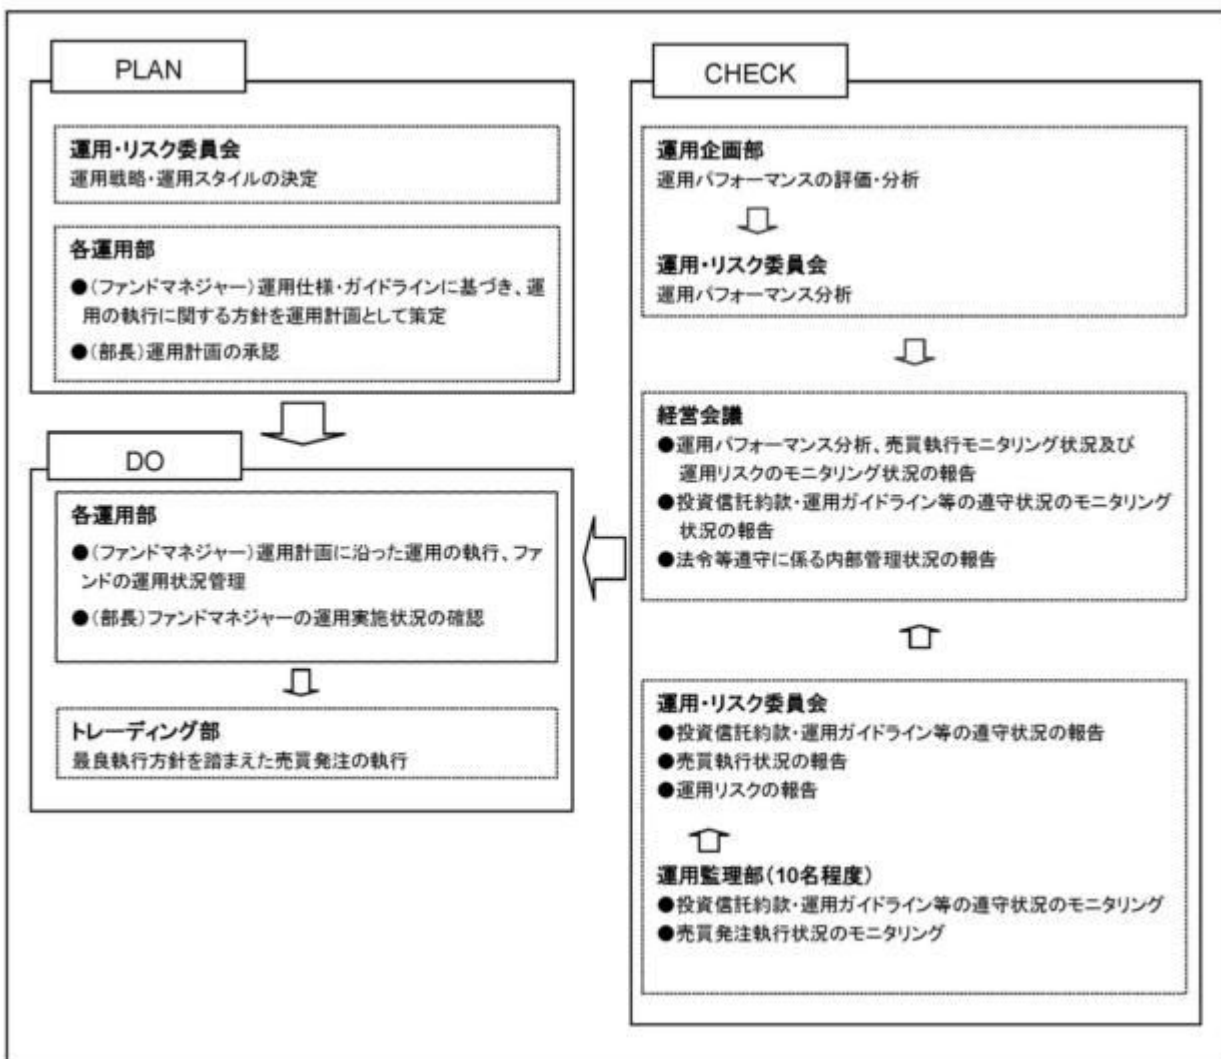 PLAN
運用・リスク委員会
運用戦略・運用スタイルの決定
各運用部
●(ファンドマネジャー)運用仕様・ガイドラインに基づき、運
用の執行に関する方針を運用計画として策定
●(部長)運用計画の承認
DO
各運用部
●(ファンドマネジャー)運用計画に沿った運用の執行、ファ
ンドの運用状況管理
●(部長)ファンドマネジャーの運用実施状況の確認
トレーディング部
最良執行方針を踏まえた売買発注の執行
CHECK
運用企画部
運用パフォーマンスの評価・分析
運用・リスク委員会
運用パフォーマンス分析
経営会議
●運用パフォーマンス分析、売買執行モニタリング状況及び
運用リスクのモニタリング状況の報告
●投資信託約款・運用ガイドライン等の遵守状況のモニタリング
状況の報告
●法令等遵守に係る内部管理状況の報告
運用・リスク委員会
●投資信託約款・運用ガイドライン等の遵守状況の報告
●売買執行状況の報告
●運用リスクの報告
運用監理部(10名程度)
●投資信託約款・運用ガイドライン等の遵守状況のモニタリング
●売買発注執行状況のモニタリング